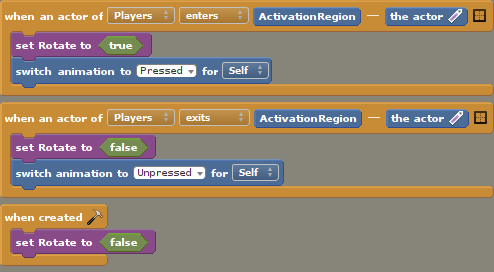 when an actor of Players enters ActivationRegion — the actor
set Rotate to true
switch animation to Pressed for Self
when an actor of Players exits ActivationRegion — the actor
set Rotate to false
switch animation to Unpressed for Self
when created
set Rotate to false